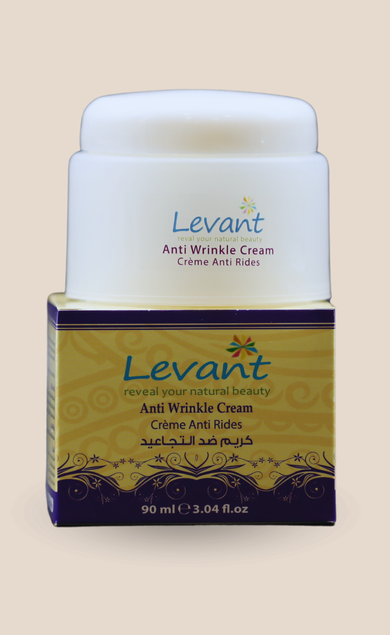 Levant
reval your natural beauty
Anti Wrinkle Cream
Crème Anti Rides
Levant
reveal your natural beauty
Anti Wrinkle Cream
Crème Anti Rides
كريم ضد التجاعيد
90 ml ℮ 3.04 fl.oz